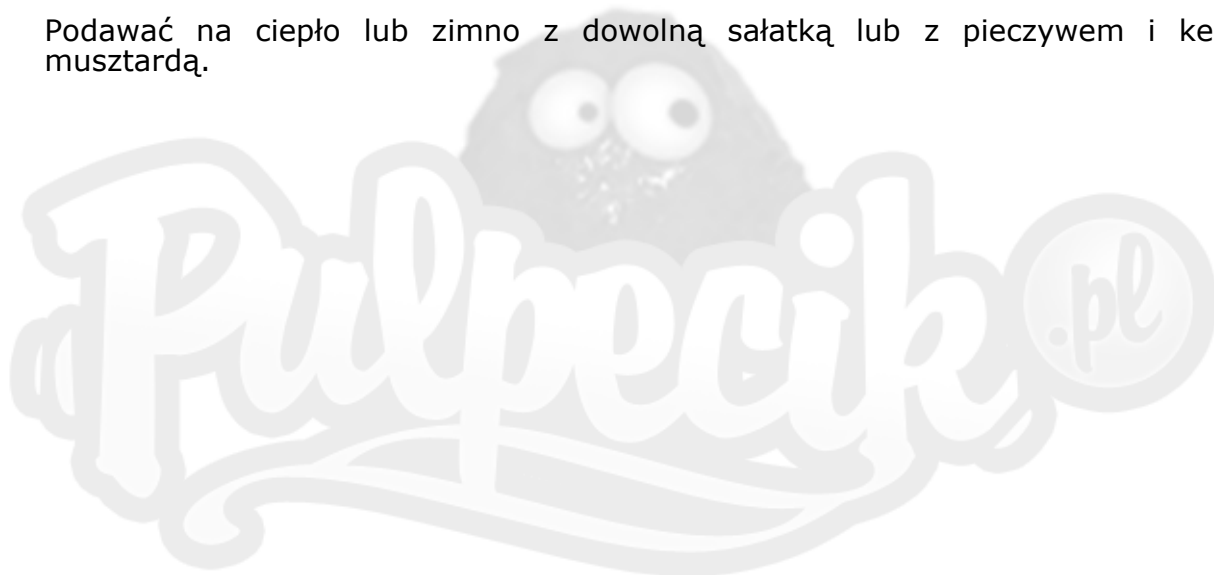 Podawać na ciepło lub zimno z dowolną sałatką lub z pieczywem i ke
musztardą.
Pulpecik
.pl